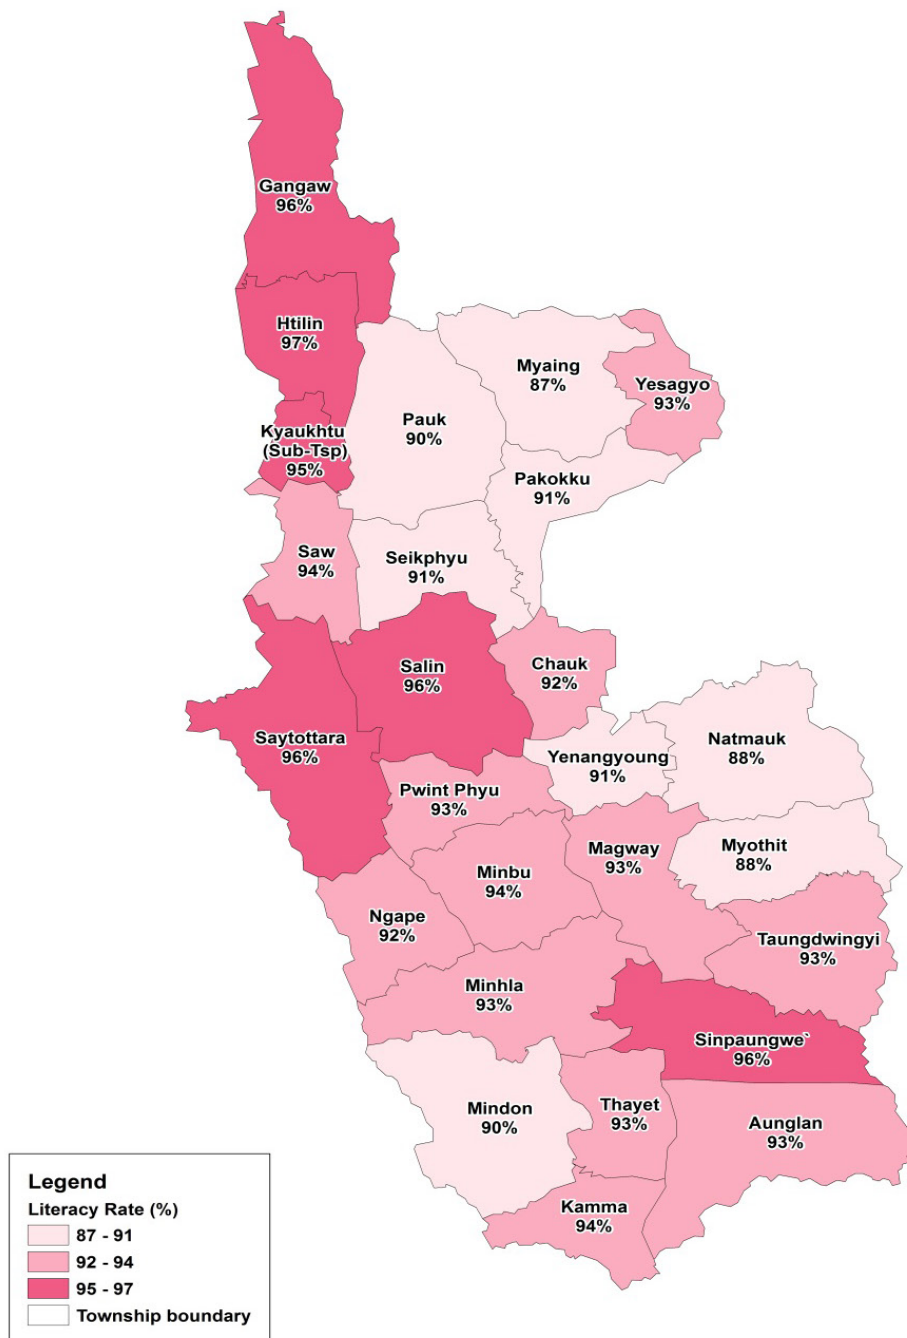 Gangaw
96%
Htilin
97%
Myaing
87%
Yesagyo
93%
Pauk
90%
Kyaukhtu
(Sub-Tsp)
95%
Pakokku
91%
Saw
94%
Seikphyu
91%
Salin
96%
Chauk
92%
Saytottara
96%
Yenangyoung
91%
Natmauk
88%
Pwint Phyu
93%
Magway
93%
Myothit
88%
Minbu
94%
Ngape
92%
Taungdwingyi
93%
Minhla
93%
Sinpaungwe`
96%
Mindon
90%
Thayet
93%
Aunglan
93%
Kamma
94%
Legend
Literacy Rate (%)
87 - 91
92 - 94
95 - 97
Township boundary